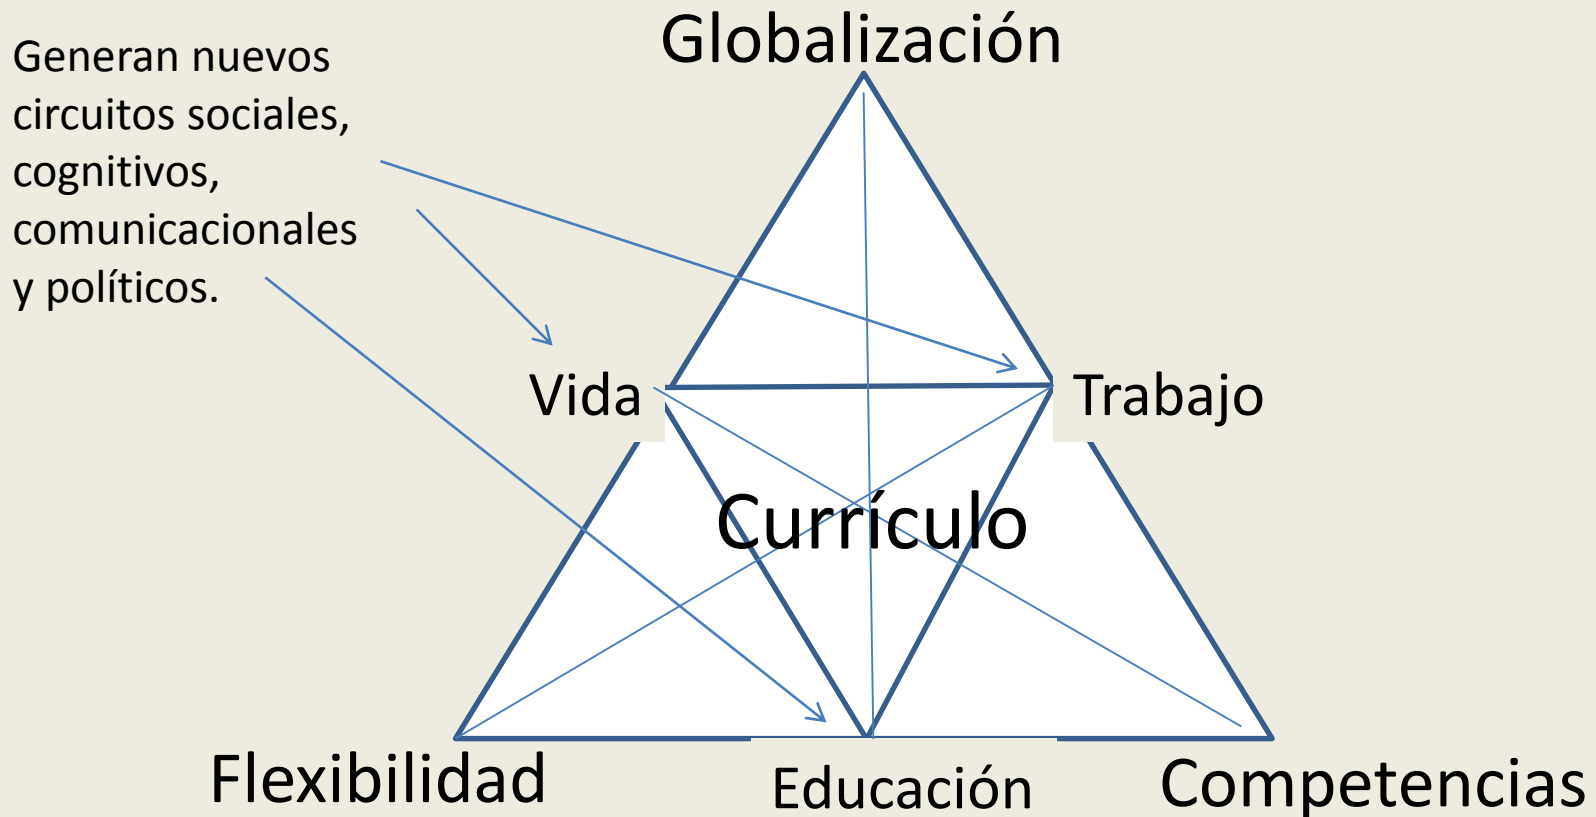 Globalización
Generan nuevos
circuitos sociales,
cognitivos,
comunicacionales
y políticos.
Vida
Trabajo
Currículo
Flexibilidad
Educación
Competencias